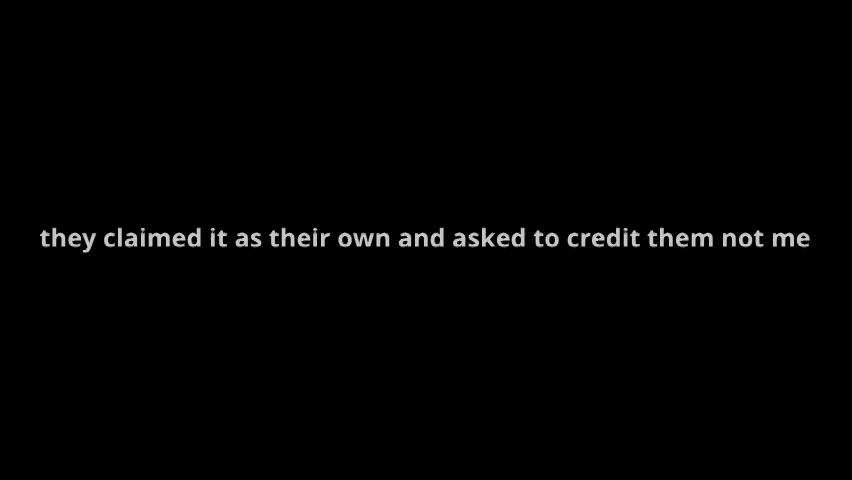 they claimed it as their own and asked to credit them not me